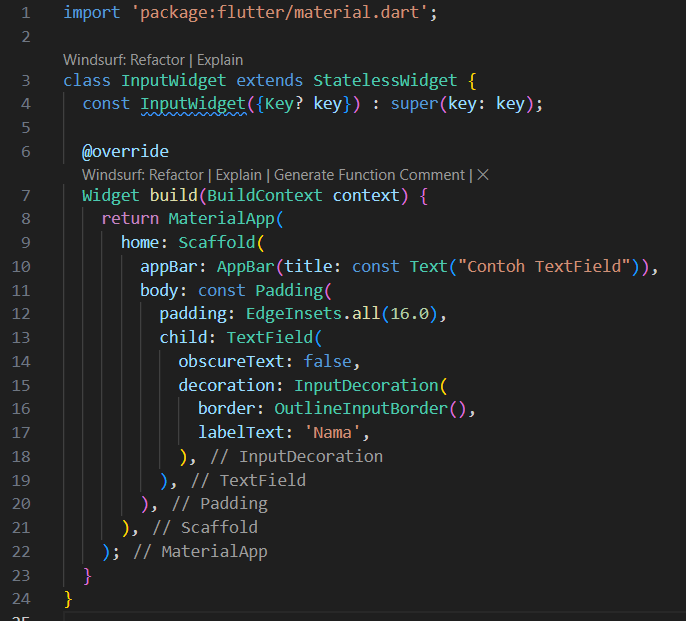 1 import 'package:flutter/material.dart';
2
Windsurf: Refactor | Explain
3 class InputWidget extends StatelessWidget {
4 const InputWidget({Key? key}) : super(key: key);
5
6 @override
Windsurf: Refactor | Explain | Generate Function Comment | ✕
7 Widget build(BuildContext context) {
8 return MaterialApp(
9 home: Scaffold(
10 appBar: AppBar(title: const Text("Contoh TextField")),
11 body: const Padding(
12 padding: EdgeInsets.all(16.0),
13 child: TextField(
14 obscureText: false,
15 decoration: InputDecoration(
16 border: OutlineInputBorder(),
17 labelText: 'Nama',
18 ), // InputDecoration
19 ), // TextField
20 ), // Padding
21 ), // Scaffold
22 ); // MaterialApp
23 }
24 }
25